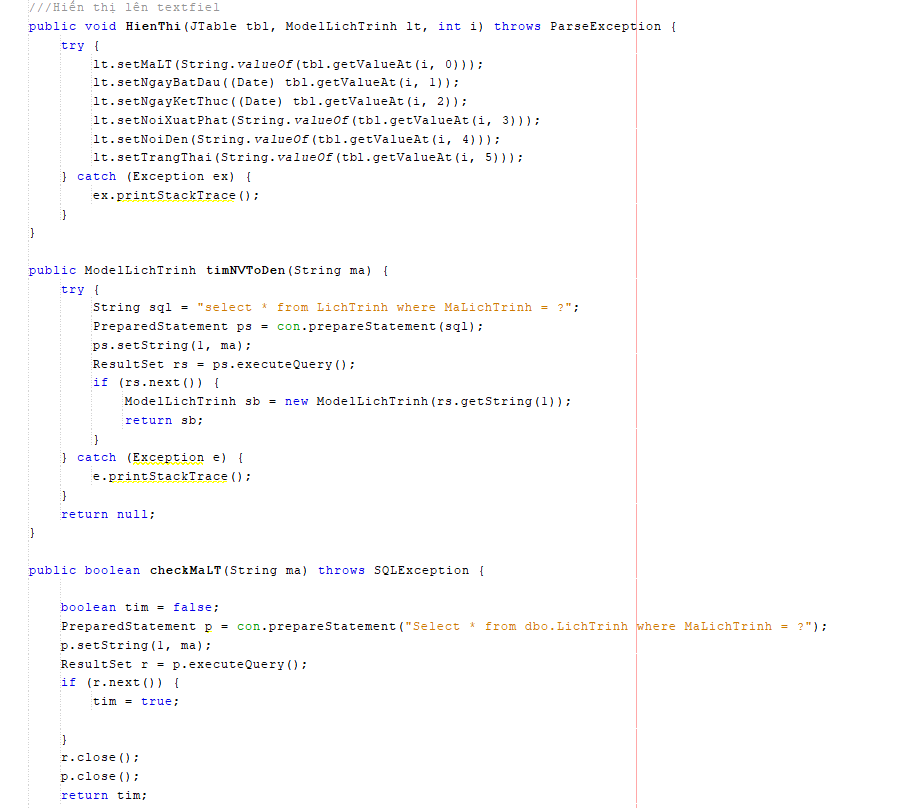 ///Hiển thị lên textfiel
public void HienThi(JTable tbl, ModelLichTrinh lt, int i) throws ParseException {
try {
lt.setMaLT(String.valueOf(tbl.getValueAt(i, 0)));
lt.setNgayBatDau((Date) tbl.getValueAt(i, 1));
lt.setNgayKetThuc((Date) tbl.getValueAt(i, 2));
lt.setNoiXuatPhat(String.valueOf(tbl.getValueAt(i, 3)));
lt.setNoiDen(String.valueOf(tbl.getValueAt(i, 4)));
lt.setTrangThai(String.valueOf(tbl.getValueAt(i, 5)));
} catch (Exception ex) {
ex.printStackTrace();
}
}
public ModelLichTrinh timNVToDen(String ma) {
try {
String sql = "select * from LichTrinh where MaLichTrinh = ?";
PreparedStatement ps = con.prepareStatement(sql);
ps.setString(1, ma);
ResultSet rs = ps.executeQuery();
if (rs.next()) {
ModelLichTrinh sb = new ModelLichTrinh(rs.getString(1));
return sb;
}
} catch (Exception e) {
e.printStackTrace();
}
return null;
}
public boolean checkMaLT(String ma) throws SQLException {
boolean tim = false;
PreparedStatement p = con.prepareStatement("Select * from dbo.LichTrinh where MaLichTrinh = ?");
p.setString(1, ma);
ResultSet r = p.executeQuery();
if (r.next()) {
tim = true;
}
r.close();
p.close();
return tim;